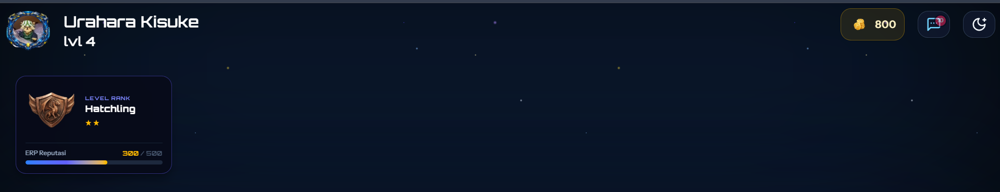 Urahara Kisuke
lvl 4
800
LEVEL RANK
Hatchling
ERP Reputasi
300 / 500